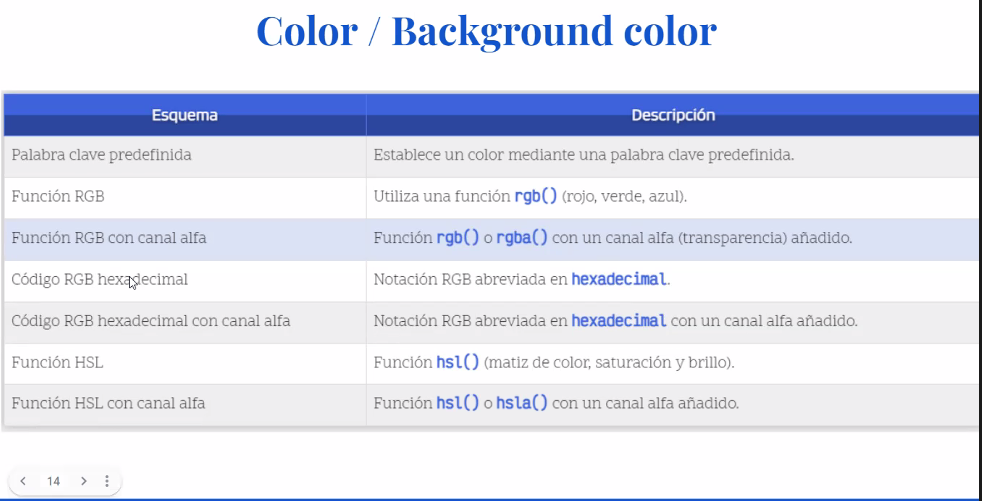 Color / Background color
Esquema Descripción
Palabra clave predefinida Establece un color mediante una palabra clave predefinida.
Función RGB Utiliza una función rgb() (rojo, verde, azul).
Función RGB con canal alfa Función rgb() o rgba() con un canal alfa (transparencia) añadido.
Código RGB hexadecimal Notación RGB abreviada en hexadecimal.
Código RGB hexadecimal con canal alfa Notación RGB abreviada en hexadecimal con un canal alfa añadido.
Función HSL Función hsl() (matiz de color, saturación y brillo).
Función HSL con canal alfa Función hsl() o hsla() con un canal alfa añadido.
14